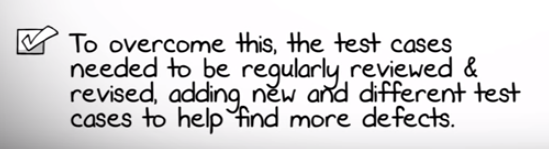 To overcome this, the test cases
needed to be regularly reviewed &
revised, adding new and different test
cases to help find more defects.